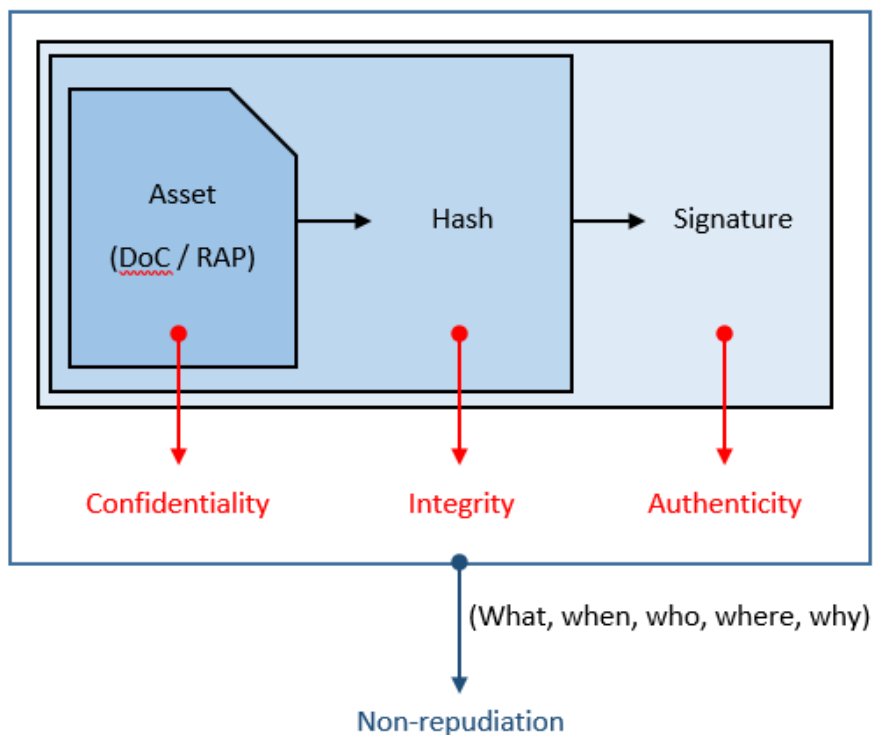 Asset
(DoC / RAP)
Hash
Signature
Confidentiality
Integrity
Authenticity
(What, when, who, where, why)
Non-repudiation